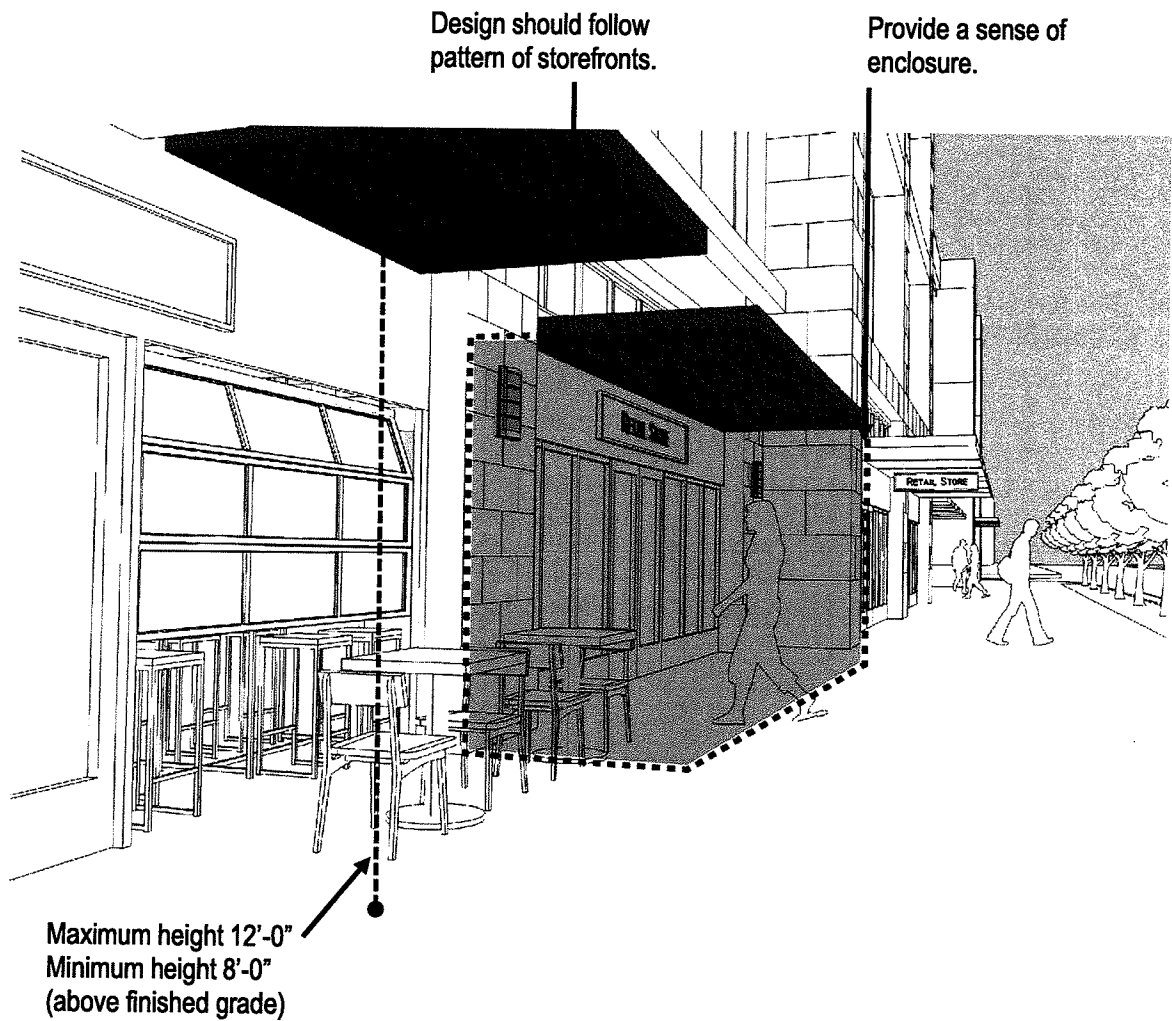 Design should follow
pattern of storefronts.
Provide a sense of
enclosure.
RETAIL STORE
RETAIL STORE
Maximum height 12'-0"
Minimum height 8'-0"
(above finished grade)